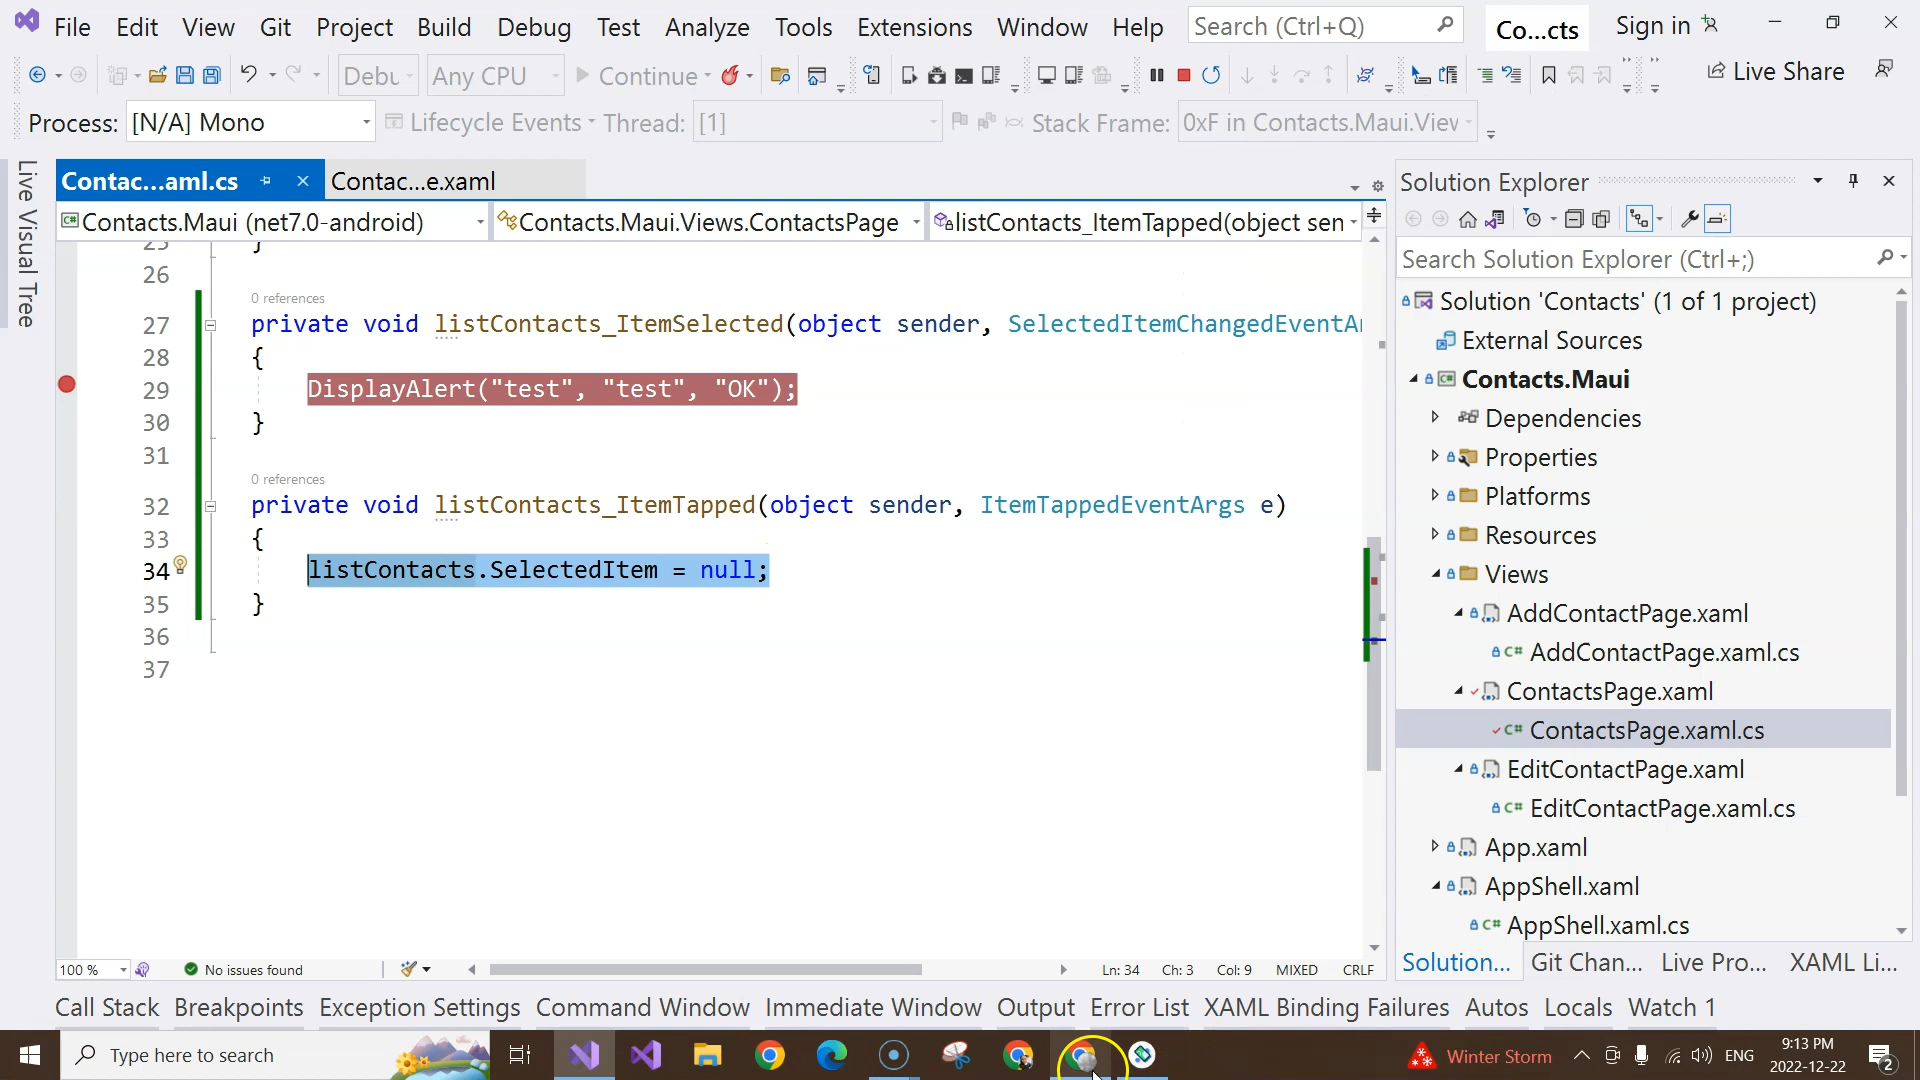 File Edit View Git Project Build Debug Test Analyze Tools Extensions Window Help Search (Ctrl+Q) Co...cts Sign in
Debu Any CPU Continue Live Share
Process: [N/A] Mono Lifecycle Events Thread: [1] Stack Frame: 0xF in Contacts.Maui.View
Live Visual Tree
Contac...aml.cs Contac...e.xaml
Contacts.Maui (net7.0-android) Contacts.Maui.Views.ContactsPage listContacts_ItemTapped(object sen
25 }
26
0 references
27 private void listContacts_ItemSelected(object sender, SelectedItemChangedEventAr
28 {
29 DisplayAlert("test", "test", "OK");
30 }
31
0 references
32 private void listContacts_ItemTapped(object sender, ItemTappedEventArgs e)
33 {
34 listContacts.SelectedItem = null;
35 }
36
37
100 % No issues found Ln: 34 Ch: 3 Col: 9 MIXED CRLF
Solution Explorer
Search Solution Explorer (Ctrl+;)
Solution 'Contacts' (1 of 1 project)
External Sources
Contacts.Maui
Dependencies
Properties
Platforms
Resources
Views
AddContactPage.xaml
C# AddContactPage.xaml.cs
ContactsPage.xaml
C# ContactsPage.xaml.cs
EditContactPage.xaml
C# EditContactPage.xaml.cs
App.xaml
AppShell.xaml
C# AppShell.xaml.cs
Solution... Git Chan... Live Pro... XAML Li...
Call Stack Breakpoints Exception Settings Command Window Immediate Window Output Error List XAML Binding Failures Autos Locals Watch 1
Type here to search Winter Storm ENG 9:13 PM
2022-12-22 2